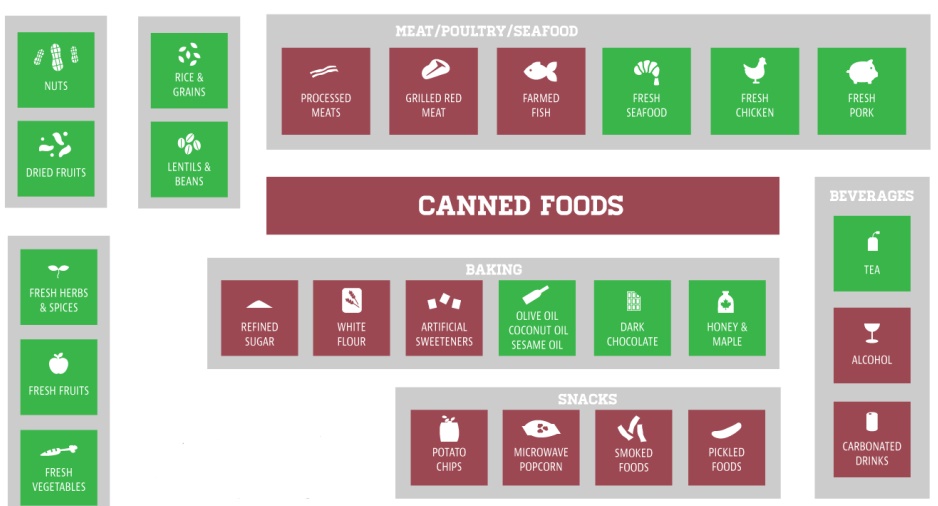 NUTS
DRIED FRUITS
RICE &
GRAINS
LENTILS &
BEANS
MEAT/POULTRY/SEAFOOD
PROCESSED
MEATS
GRILLED RED
MEAT
FARMED
FISH
FRESH
SEAFOOD
FRESH
CHICKEN
FRESH
PORK
CANNED FOODS
FRESH HERBS
& SPICES
FRESH FRUITS
FRESH
VEGETABLES
BAKING
REFINED
SUGAR
WHITE
FLOUR
ARTIFICIAL
SWEETENERS
OLIVE OIL
COCONUT OIL
SESAME OIL
DARK
CHOCOLATE
HONEY &
MAPLE
SNACKS
POTATO
CHIPS
MICROWAVE
POPCORN
SMOKED
FOODS
PICKLED
FOODS
BEVERAGES
TEA
ALCOHOL
CARBONATED
DRINKS